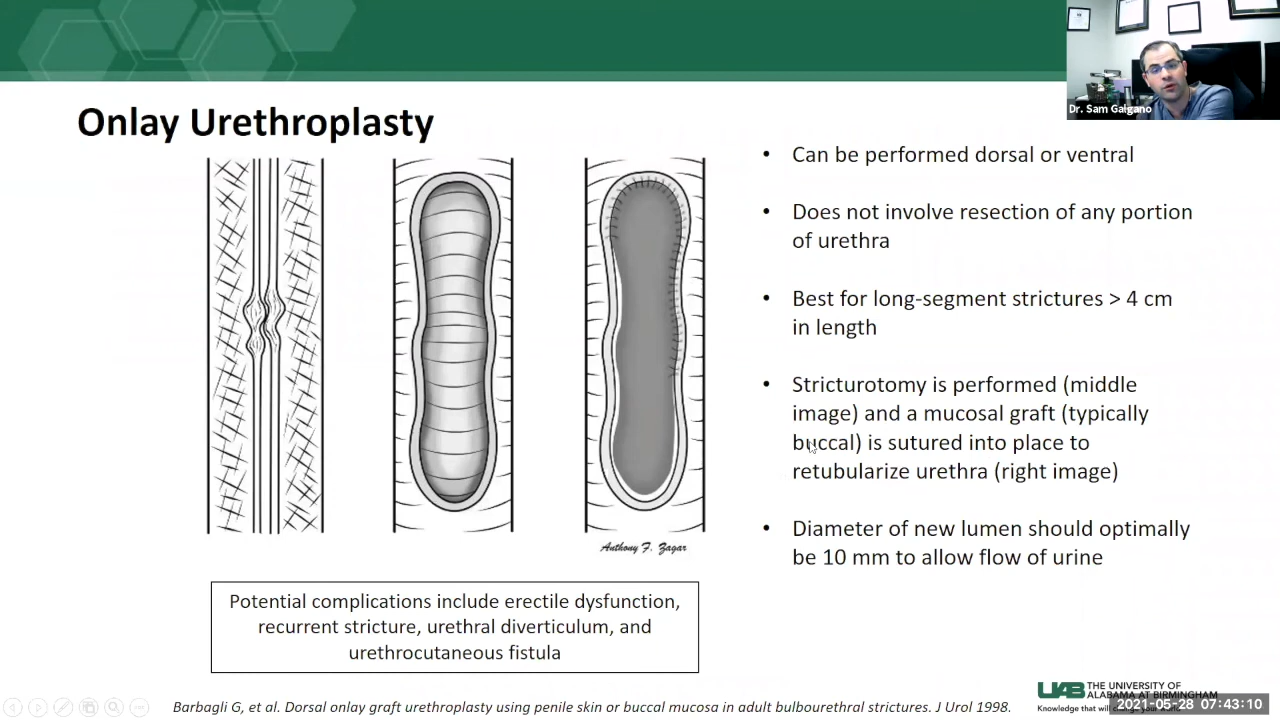 Dr. Sam Galgano
Onlay Urethroplasty
• Can be performed dorsal or ventral
• Does not involve resection of any portion
of urethra
• Best for long-segment strictures > 4 cm
in length
• Stricturotomy is performed (middle
image) and a mucosal graft (typically
buccal) is sutured into place to
retubularize urethra (right image)
• Diameter of new lumen should optimally
be 10 mm to allow flow of urine
Anthony F. Zagar
Potential complications include erectile dysfunction,
recurrent stricture, urethral diverticulum, and
urethrocutaneous fistula
Barbagli G, et al. Dorsal onlay graft urethroplasty using penile skin or buccal mucosa in adult bulbourethral strictures. J Urol 1998.
UAB THE UNIVERSITY OF
ALABAMA AT BIRMINGHAM
Knowledge that will
2021-05-28 07:43:10